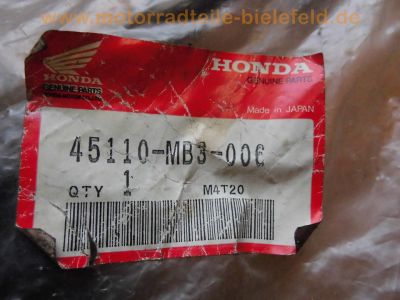 www.motorradteile-bielefeld.de
HONDA
GENUINE PARTS
HONDA
GENUINE PARTS
Made in JAPAN
45110-MB3-006
QTY 1 M4T20